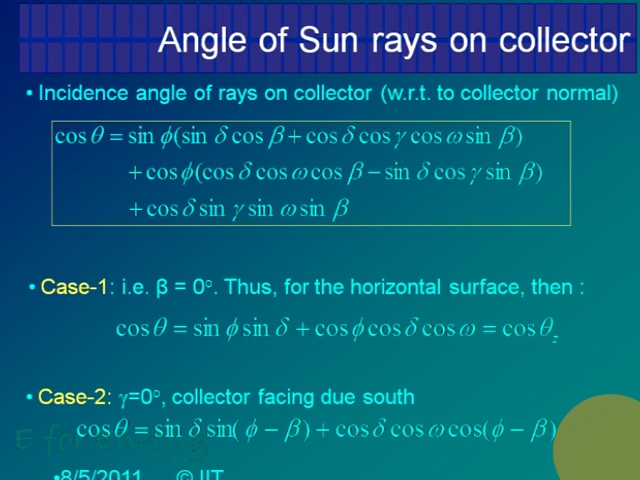 Angle of Sun rays on collector
• Incidence angle of rays on collector (w.r.t. to collector normal)
cos θ = sin ϕ(sin δ cos β + cos δ cos γ cos ω sin β)
+ cos ϕ(cos δ cos ω cos β − sin δ cos γ sin β)
+ cos δ sin γ sin ω sin β
• Case-1: i.e. β = 0°. Thus, for the horizontal surface, then :
cos θ = sin ϕ sin δ + cos ϕ cos δ cos ω = cos θz
• Case-2: γ=0°, collector facing due south
cos θ = sin δ sin( ϕ − β) + cos δ cos ω cos(ϕ − β)
E for
•8/5/2011 © IIT